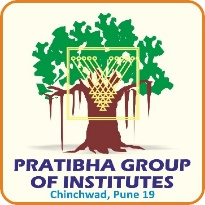 PRATIBHA GROUP
OF INSTITUTES
Chinchwad, Pune 19